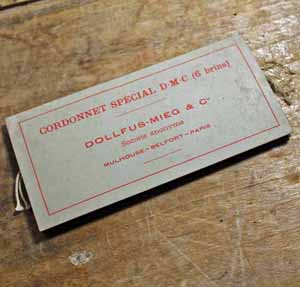 CORDONNET SPECIAL D·M·C (6 brins)
DOLLFUS-MIEG & Cie
Société anonyme
MULHOUSE-BELFORT-PARIS